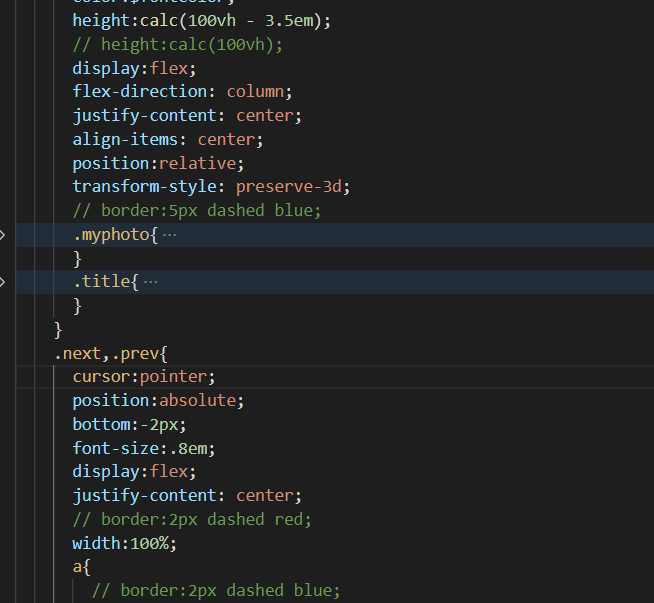 color:$fontcolor;
height:calc(100vh - 3.5em);
// height:calc(100vh);
display:flex;
flex-direction: column;
justify-content: center;
align-items: center;
position:relative;
transform-style: preserve-3d;
// border:5px dashed blue;
.myphoto{ ⋯
}
.title{ ⋯
}
}
.next,.prev{
cursor:pointer;
position:absolute;
bottom:-2px;
font-size:.8em;
display:flex;
justify-content: center;
// border:2px dashed red;
width:100%;
a{
// border:2px dashed blue;